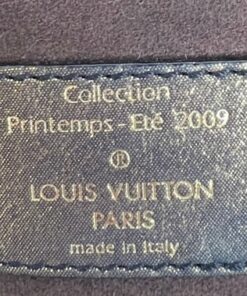 Collection
Printemps-Eté 2009
®
LOUIS VUITTON
PARIS
made in Italy